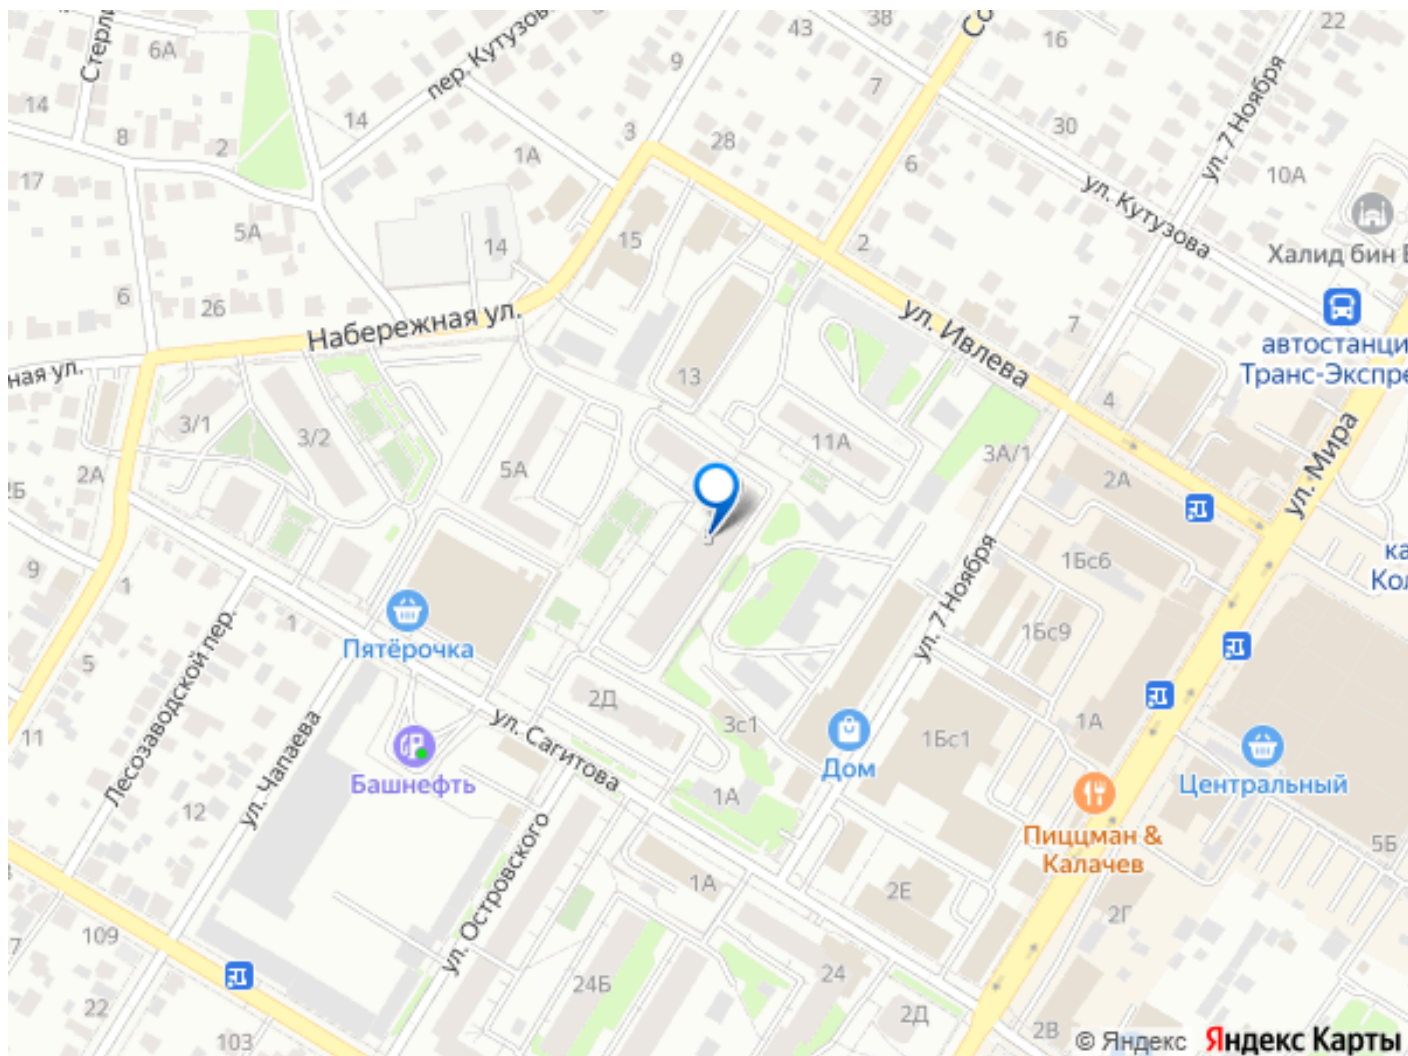 6А
14
8
2
17
5А
6
26
14
пер. Кутузо
1А
9
3
28
43
38
7
16
30
6
22
ул. 7 Ноября
10А
ул. Кутузова
Халид бин
автостанци
Транс-Экспре
15
14
2
ул. Ивлева
7
4
Набережная ул.
ная ул.
13
3/1
3/2
2А
5А
11А
3А/1
2А
ул. Мира
9
1
5
11
1
Лесозаводской пер.
Пятёрочка
1Бс6
1Бс9
ул. 7 Ноября
ка
Кол
2Д
3с1
1Бс1
1А
ул. Сагитова
ул. Чапаева
Башнефть
Дом
Центральный
Пиццман &
Калачев
12
1А
5Б
ул. Островского
1А
2Е
2Г
109
22
103
24Б
24
2Д
2В
© Яндекс Яндекс Карты